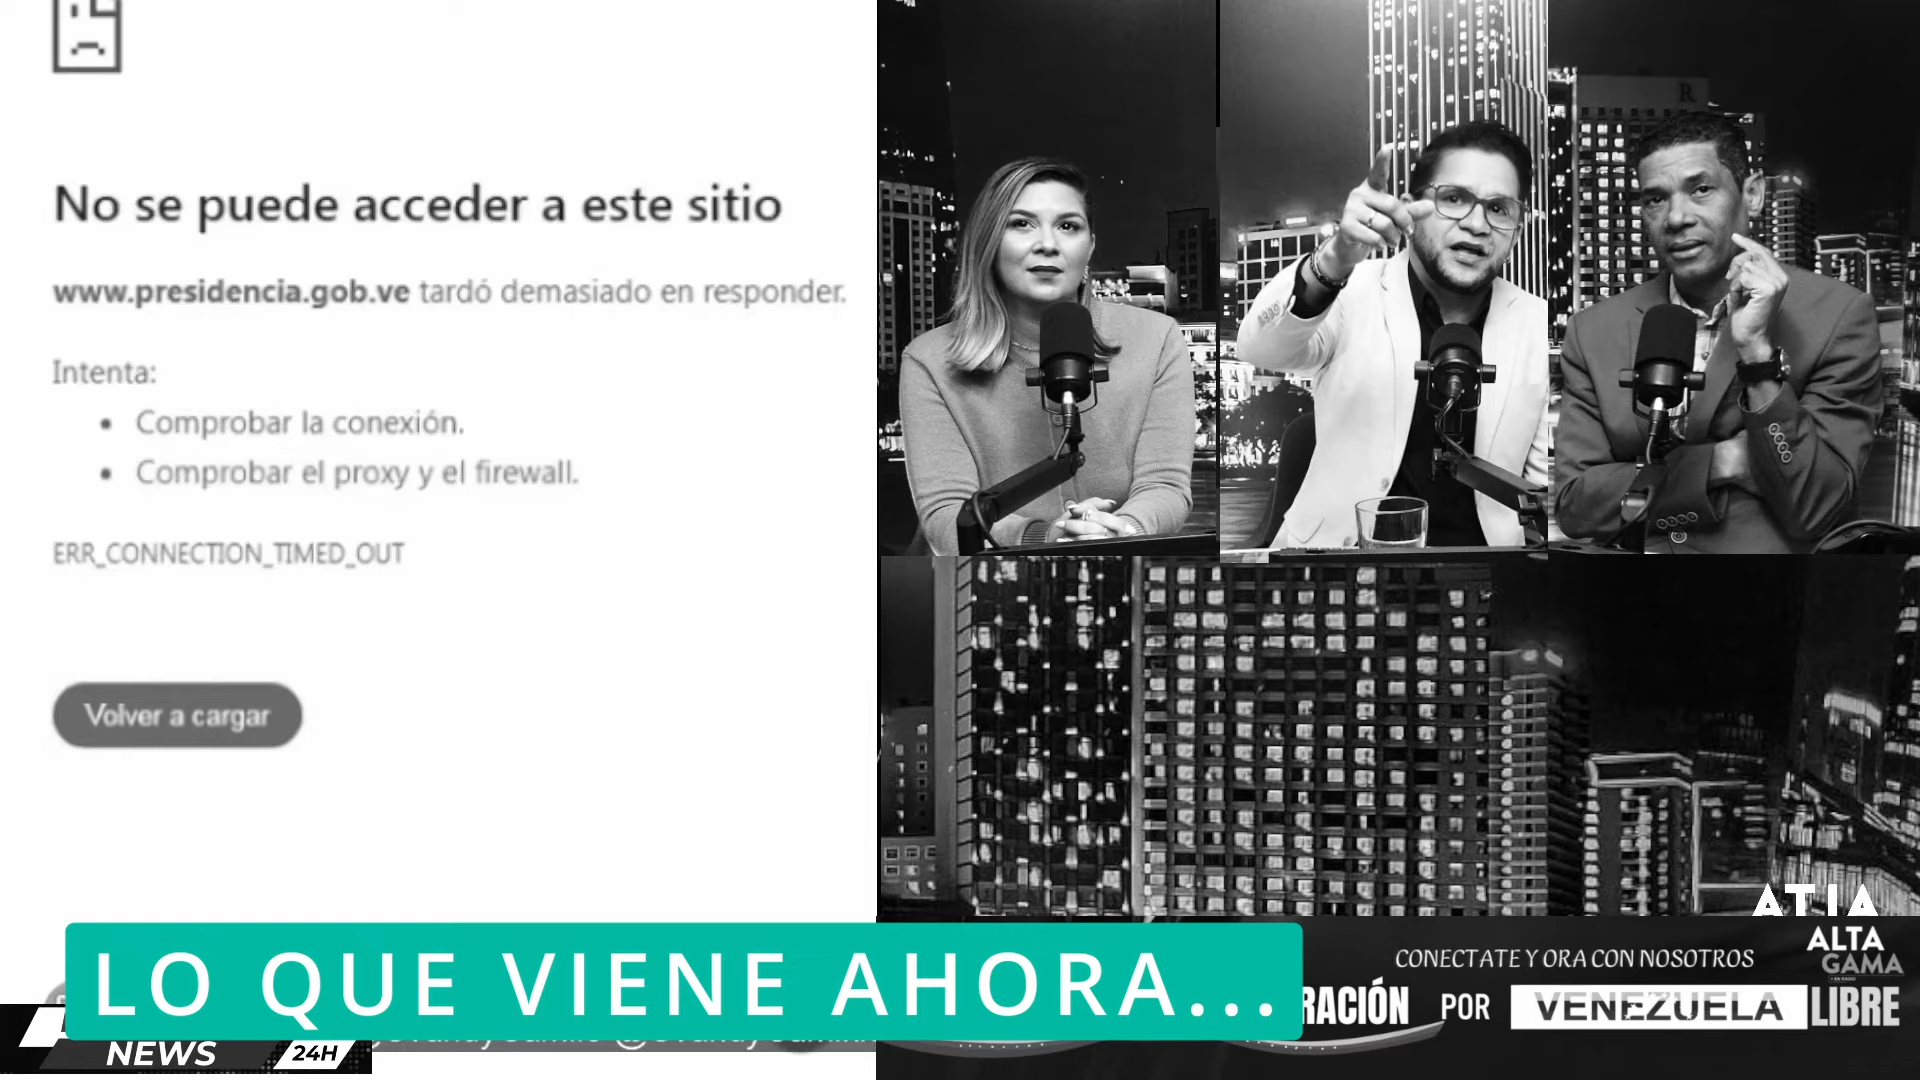 No se puede acceder a este sitio
www.presidencia.gob.ve tardó demasiado en responder.
Intenta:
• Comprobar la conexión.
• Comprobar el proxy y el firewall.
ERR_CONNECTION_TIMED_OUT
Volver a cargar
R
LO QUE VIENE AHORA...
NEWS
24H
CONECTATE Y ORA CON NOSOTROS
RACIÓN POR VENEZUELA LIBRE
ALTA
GAMA